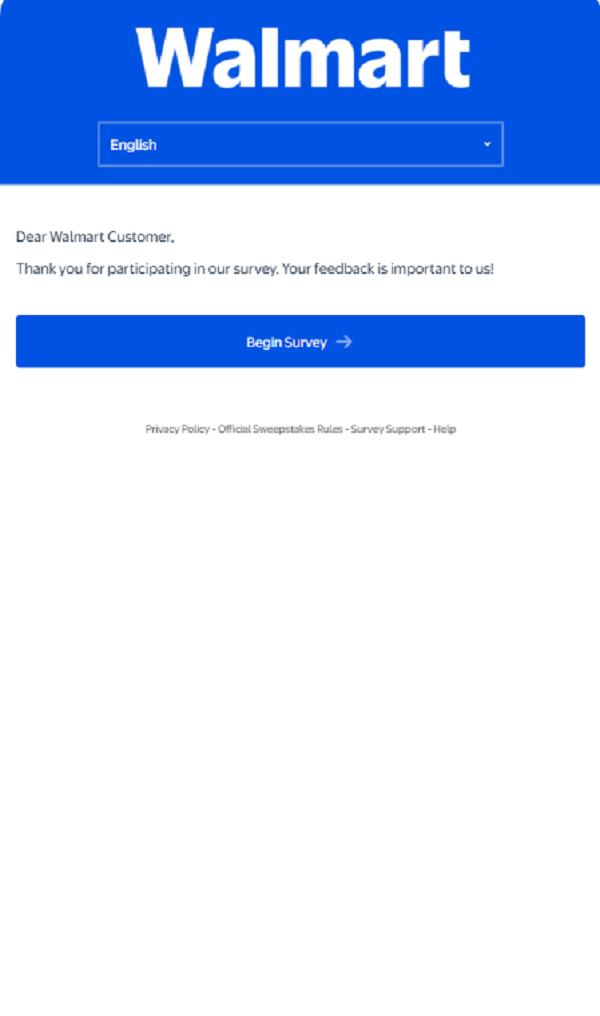 Walmart
English
Dear Walmart Customer,
Thank you for participating in our survey. Your feedback is important to us!
Begin Survey →
Privacy Policy - Official Sweepstakes Rules - Survey Support - Help